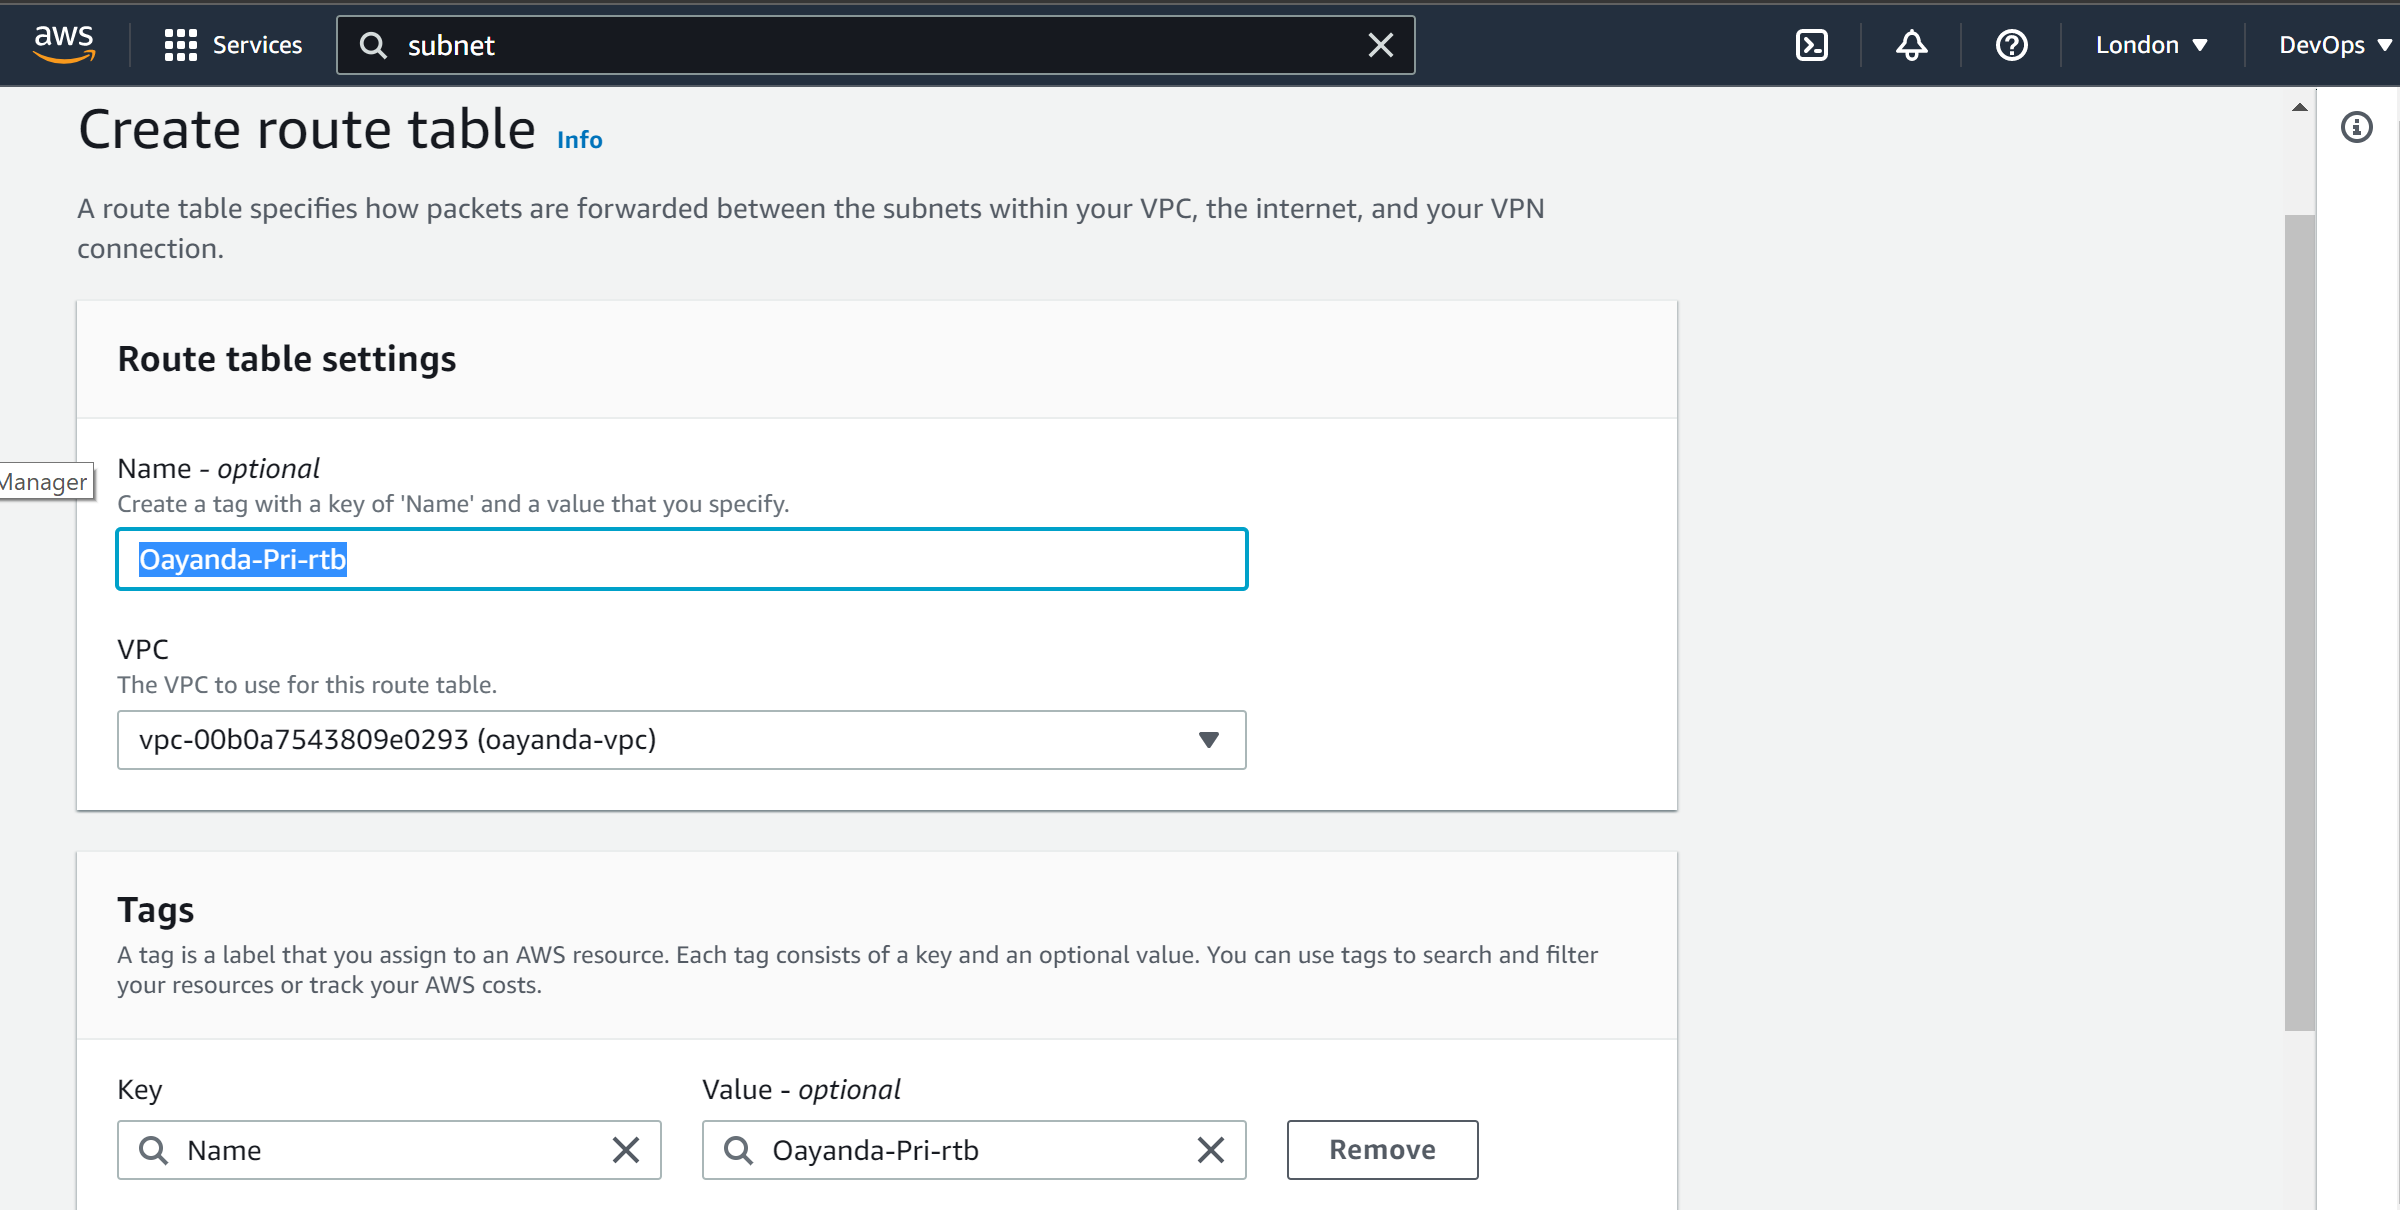 aws
Services
subnet
London
DevOps
Create route table
Info
A route table specifies how packets are forwarded between the subnets within your VPC, the internet, and your VPN
connection.
Route table settings
Manager
Name - optional
Create a tag with a key of 'Name' and a value that you specify.
Oayanda-Pri-rtb
VPC
The VPC to use for this route table.
vpc-00b0a7543809e0293 (oayanda-vpc)
Tags
A tag is a label that you assign to an AWS resource. Each tag consists of a key and an optional value. You can use tags to search and filter
your resources or track your AWS costs.
Key
Value - optional
Name
Oayanda-Pri-rtb
Remove